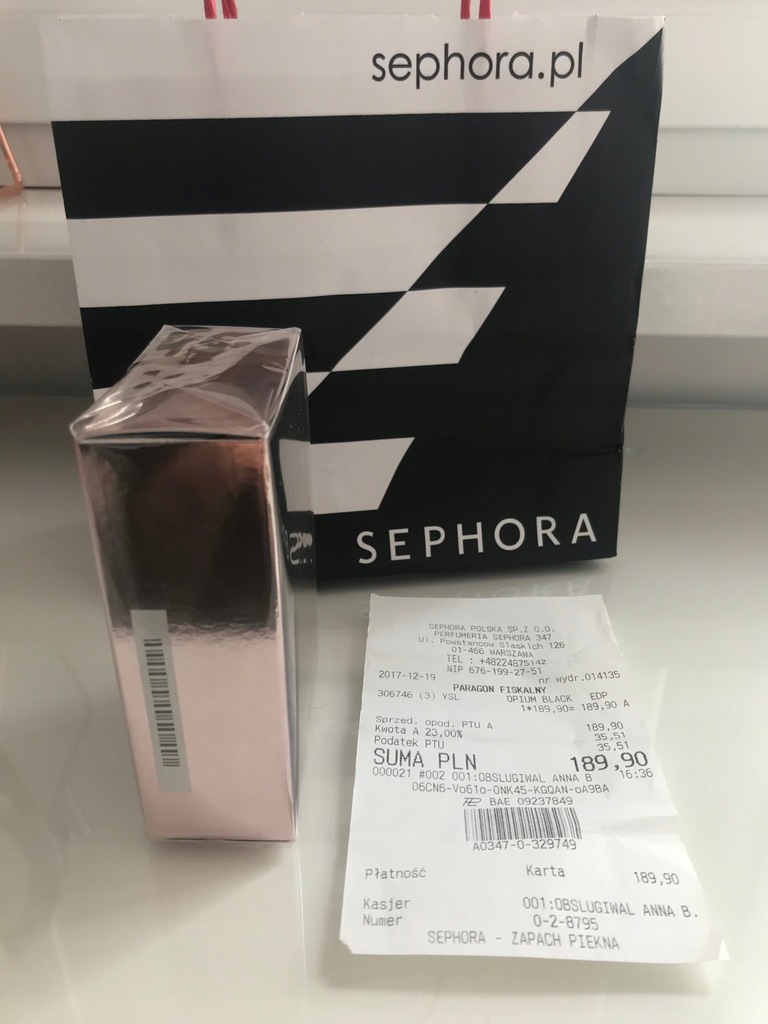 sephora.pl
SEPHORA
SEPHORA POLSKA SP.Z O.O.
PERFUMERIA SEPHORA 347
Ul. Powstancow Slaskich 126
01-466 WARSZAWA
TEL : +48224875142
NIP 676-199-27-51
2017-12-19 nr wydr.014135
PARAGON FISKALNY
306746 (3) YSL OPIUM BLACK EDP
1*189,90= 189,90 A
Sprzed. opod. PTU A 189,90
Kwota A 23,00% 35,51
Podatek PTU 35,51
SUMA PLN 189,90
000021 #002 001:OBSLUGIWAL ANNA B 16:36
06CN6-Vo61o-ONK45-KGQAN-oA9BA
BAE 09237849
A0347-0-329749
Płatność Karta 189,90
Kasjer 001:OBSLUGIWAL ANNA B.
Numer 0-2-8795
SEPHORA - ZAPACH PIEKNA